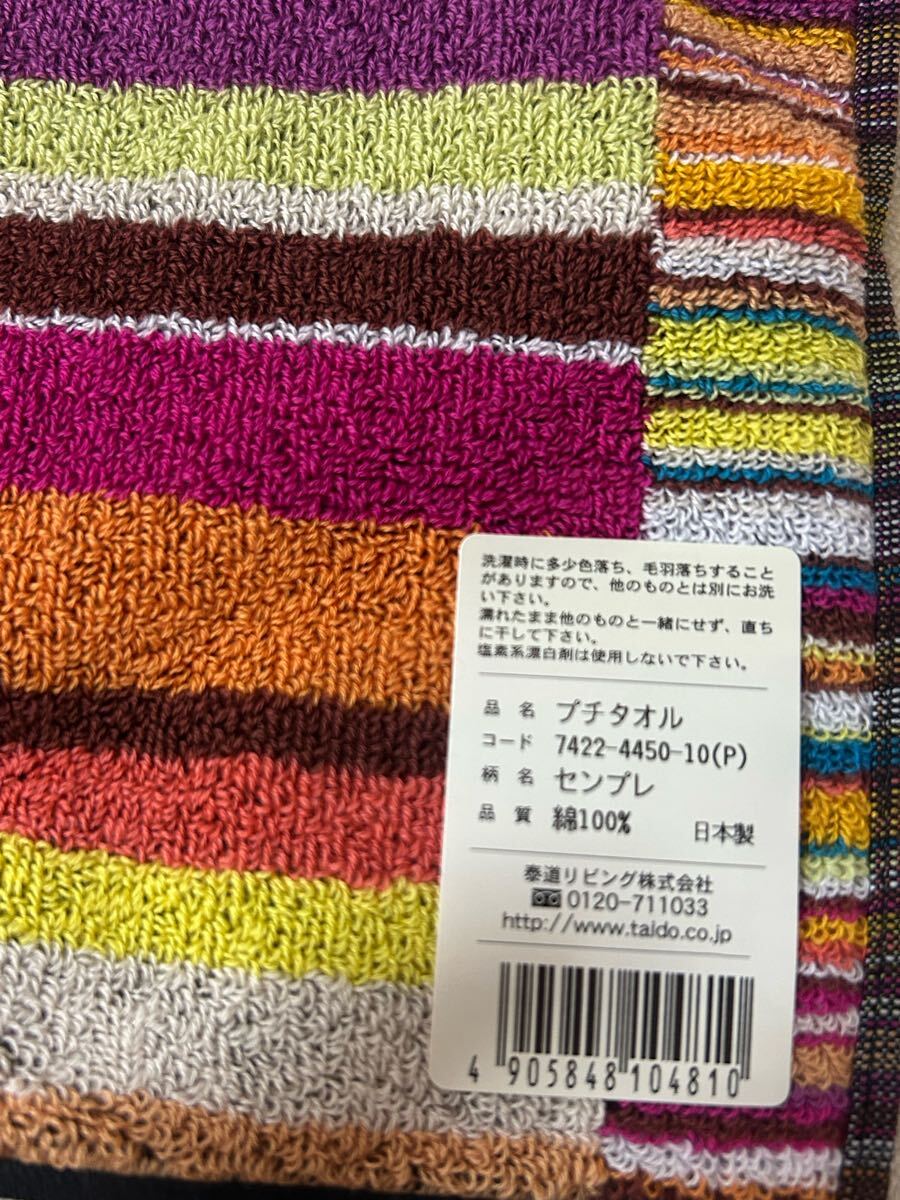 洗濯時に多少色落ち、毛羽落ちすること
がありますので、他のものとは別にお洗
い下さい。
濡れたまま他のものと一緒にせず、直ち
に干して下さい。
塩素系漂白剤は使用しないで下さい。
品名 プチタオル
コード 7422-4450-10(P)
柄名 センプレ
品質 綿100% 日本製
泰道リビング株式会社
0120-711033
http://www.taido.co.jp
4 905848 104810